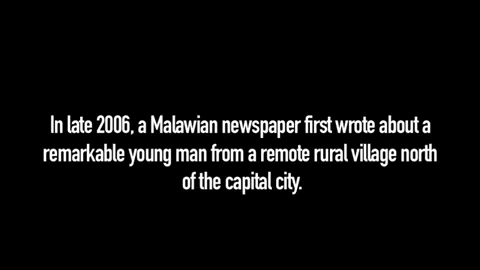 In late 2006, a Malawian newspaper first wrote about a
remarkable young man from a remote rural village north
of the capital city.